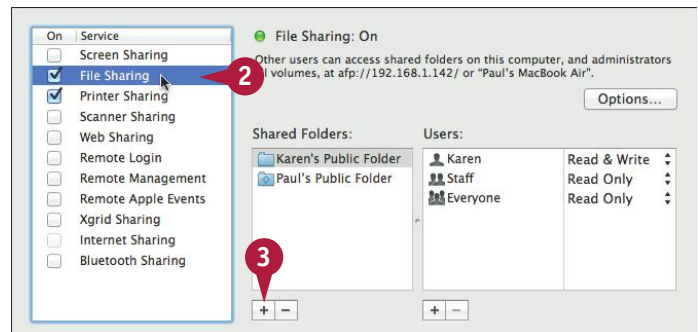 On Service
Screen Sharing
File Sharing
Printer Sharing
Scanner Sharing
Web Sharing
Remote Login
Remote Management
Remote Apple Events
Xgrid Sharing
Internet Sharing
Bluetooth Sharing
2
3
File Sharing: On
Other users can access shared folders on this computer, and administrators
volumes, at afp://192.168.1.142/ or “Paul's MacBook Air”.
Options...
Shared Folders:
Karen's Public Folder
Paul's Public Folder
+ −
Users:
Karen Read & Write
Staff Read Only
Everyone Read Only
+ −